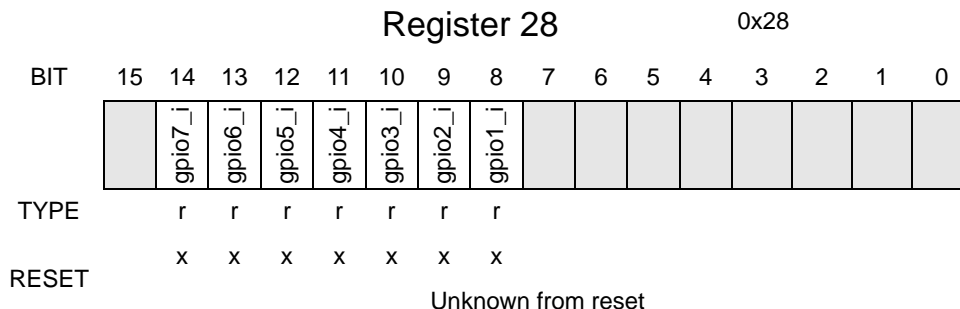 Register 28 0x28
BIT 15 14 13 12 11 10 9 8 7 6 5 4 3 2 1 0
gpio7_i gpio6_i gpio5_i gpio4_i gpio3_i gpio2_i gpio1_i
TYPE r r r r r r r
x x x x x x x
RESET
Unknown from reset